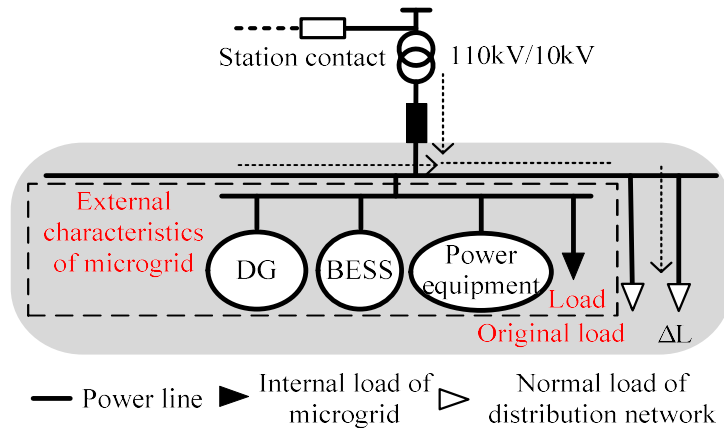 Station contact
110kV/10kV
External
characteristics
of microgrid
DG
BESS
Power
equipment
Load
Original load
ΔL
Power line
Internal load of
microgrid
Normal load of
distribution network